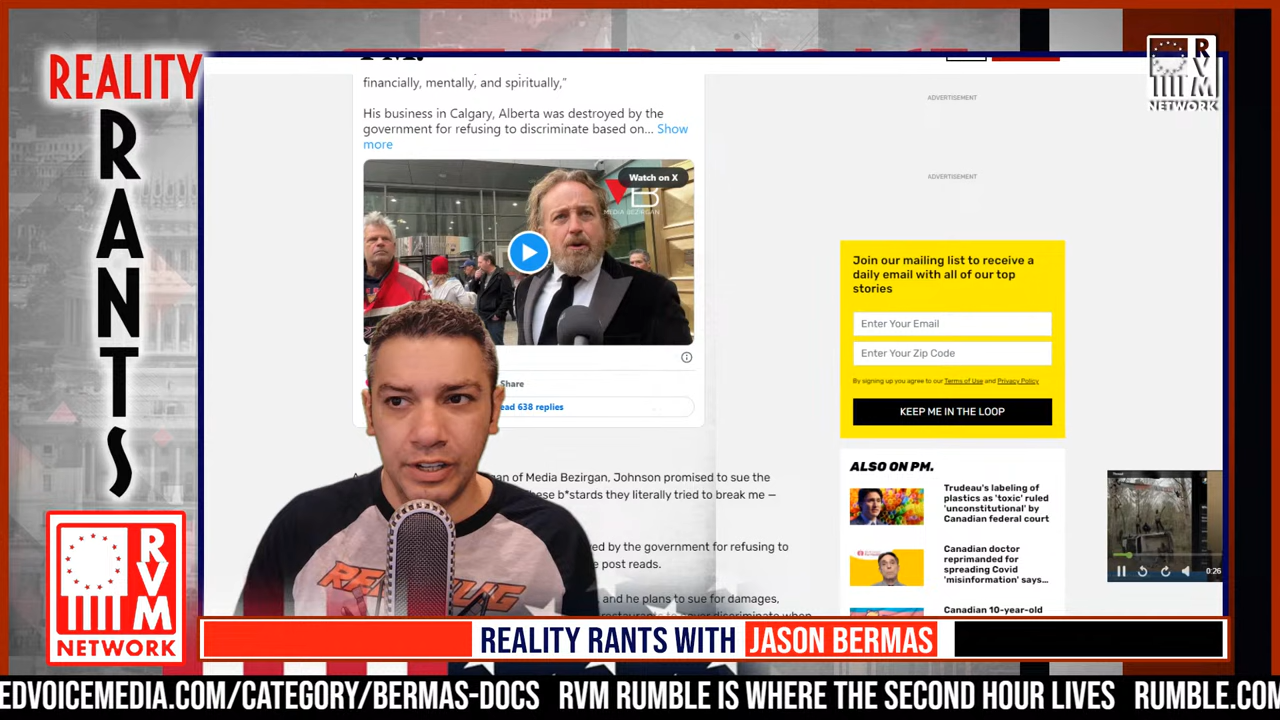 REALITY
RANTS
RVM
NETWORK
RVM
NETWORK
financially, mentally, and spiritually,"
His business in Calgary, Alberta was destroyed by the
government for refusing to discriminate based on... Show
more
Watch on X
VB
MEDIA BEZIRGAN
Share
ead 638 replies
an of Media Bezirgan, Johnson promised to sue the
hese b*stards they literally tried to break me —
ed by the government for refusing to
e post reads.
and he plans to sue for damages,
ADVERTISEMENT
ADVERTISEMENT
Join our mailing list to receive a
daily email with all of our top
stories
Enter Your Email
Enter Your Zip Code
By signing up you agree to our Terms of Use and Privacy Policy
KEEP ME IN THE LOOP
ALSO ON PM.
Trudeau's labeling of
plastics as 'toxic' ruled
'unconstitutional' by
Canadian federal court
Canadian doctor
reprimanded for
spreading Covid
'misinformation' says...
Canadian 10-year-old
0:26
REALITY RANTS WITH JASON BERMAS
EDVOICEMEDIA.COM/CATEGORY/BERMAS-DOCS RVM RUMBLE IS WHERE THE SECOND HOUR LIVES RUMBLE.COM